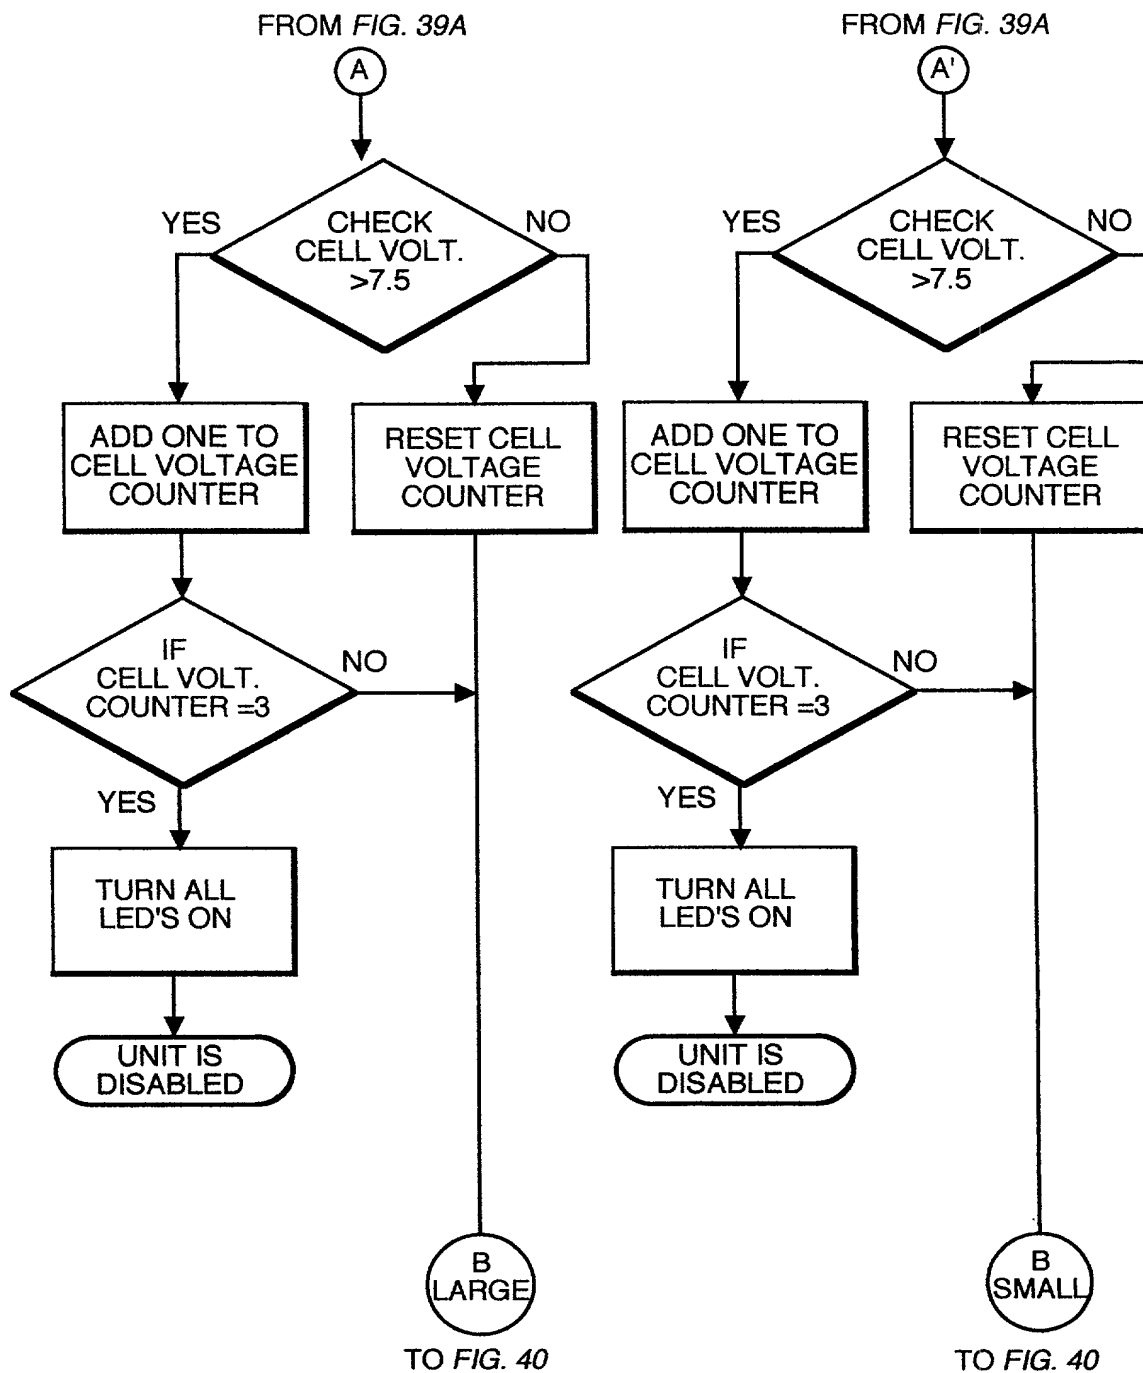 FROM FIG. 39A
A
YES
CHECK
CELL VOLT.
>7.5
NO
ADD ONE TO
CELL VOLTAGE
COUNTER
RESET CELL
VOLTAGE
COUNTER
IF
CELL VOLT.
COUNTER =3
NO
YES
TURN ALL
LED'S ON
UNIT IS
DISABLED
B
LARGE
TO FIG. 40
FROM FIG. 39A
A'
YES
CHECK
CELL VOLT.
>7.5
NO
ADD ONE TO
CELL VOLTAGE
COUNTER
RESET CELL
VOLTAGE
COUNTER
IF
CELL VOLT.
COUNTER =3
NO
YES
TURN ALL
LED'S ON
UNIT IS
DISABLED
B
SMALL
TO FIG. 40